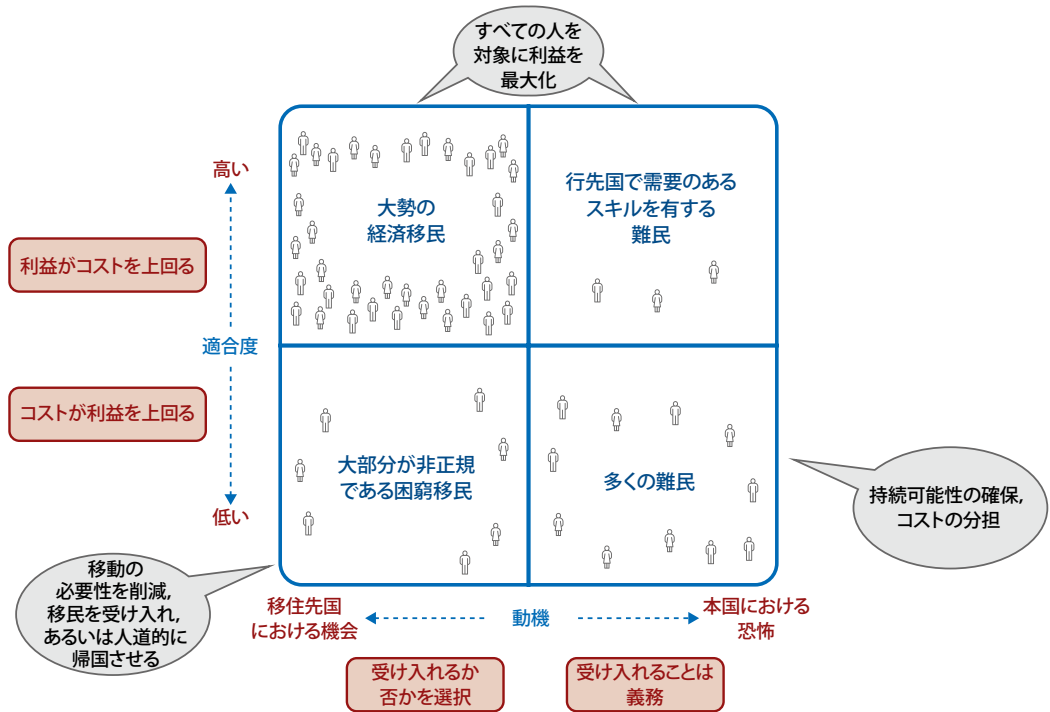 すべての人を
対象に利益を
最大化
高い
利益がコストを上回る
適合度
コストが利益を上回る
低い
大勢の
経済移民
行先国で需要のある
スキルを有する
難民
大部分が非正規
である困窮移民
多くの難民
持続可能性の確保,
コストの分担
移動の
必要性を削減,
移民を受け入れ,
あるいは人道的に
帰国させる
移住先国
における機会
動機
本国における
恐怖
受け入れるか
否かを選択
受け入れることは
義務